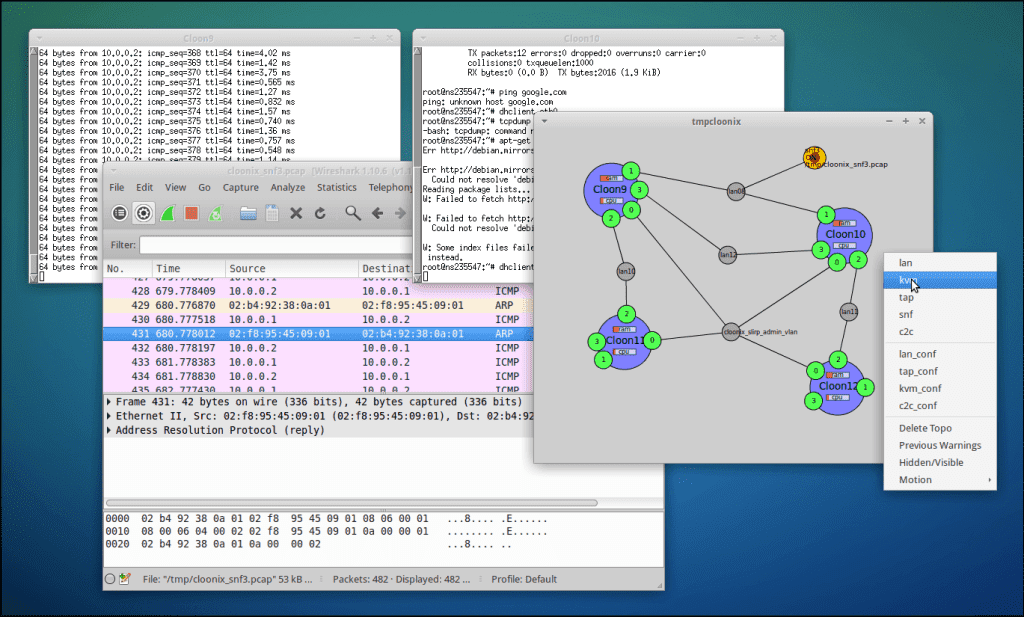 Cloon9
64 bytes from 10.0.0.2: icmp_seq=368 ttl=64 time=4.02 ms
64 bytes from 10.0.0.2: icmp_seq=369 ttl=64 time=1.42 ms
64 bytes from 10.0.0.2: icmp_seq=370 ttl=64 time=3.75 ms
64 bytes from 10.0.0.2: icmp_seq=371 ttl=64 time=0.565 ms
64 bytes from 10.0.0.2: icmp_seq=372 ttl=64 time=1.27 ms
64 bytes from 10.0.0.2: icmp_seq=373 ttl=64 time=0.832 ms
64 bytes from 10.0.0.2: icmp_seq=374 ttl=64 time=1.57 ms
64 bytes from 10.0.0.2: icmp_seq=375 ttl=64 time=0.740 ms
64 bytes from 10.0.0.2: icmp_seq=376 ttl=64 time=1.36 ms
64 bytes from 10.0.0.2: icmp_seq=377 ttl=64 time=0.757 ms
64 bytes from 10.0.0.2: icmp_seq=378 ttl=64 time=0.548 ms
64 bytes from 10.0.0.2: icmp_seq=379 ttl=64 time=1.14 ms
64 bytes from
64 bytes from
64 bytes from
64 bytes from
64 bytes from
64 bytes from
64 bytes from
64 bytes from
64 bytes from
Cloon10
TX packets:12 errors:0 dropped:0 overruns:0 carrier:0
collisions:0 txqueuelen:1000
RX bytes:0 (0.0 B) TX bytes:2016 (1.9 KiB)
root@ns235547:~# ping google.com
ping: unknown host google.com
root@ns235547:~# dhclient eth0
root@ns235547:~# tcpdump
-bash: tcpdump: command n
root@ns235547:~# apt-get
Err http://debian.mirrors
Err http://debian.mirrors
Could not resolve 'debi
Reading package lists...
W: Failed to fetch http:/
W: Failed to fetch http:/
Could not resolve 'debi
W: Some index files faile
instead.
root@ns235547:~# dhclient
cloonix_snf3.pcap [Wireshark 1.10.6
File Edit View Go Capture Analyze Statistics Telephony
Filter:
No. Time Source Destinat
428 679.778409 10.0.0.2 10.0.0.1 ICMP
429 680.776870 02:b4:92:38:0a:01 02:f8:95:45:09:01 ARP
430 680.777518 10.0.0.1 10.0.0.2 ICMP
431 680.778012 02:f8:95:45:09:01 02:b4:92:38:0a:01 ARP
432 680.778197 10.0.0.2 10.0.0.1 ICMP
433 681.778383 10.0.0.1 10.0.0.2 ICMP
434 681.778830 10.0.0.2 10.0.0.1 ICMP
435 682.777430 10.0.0.1 10.0.0.2 ICMP
Frame 431: 42 bytes on wire (336 bits), 42 bytes captured (336 bits)
Ethernet II, Src: 02:f8:95:45:09:01 (02:f8:95:45:09:01), Dst: 02:b4:92
Address Resolution Protocol (reply)
0000 02 b4 92 38 0a 01 02 f8 95 45 09 01 08 06 00 01 ...8.... .E......
0010 08 00 06 04 00 02 02 f8 95 45 09 01 0a 00 00 01 ........ .E......
0020 02 b4 92 38 0a 01 0a 00 00 02 ...8.... ..
File: "/tmp/cloonix_snf3.pcap" 53 kB ... Packets: 482 · Displayed: 482 ... Profile: Default
tmpcloonix
/tmp/cloonix_snf3.pcap
1
ram
Cloon9
cpu
3
0
2
lan08
1
ram
Cloon10
cpu
3
0
2
lan12
lan10
lan11
2
ram
3
Cloon11
0
cpu
1
cloonix_slirp_admin_vlan
2
0
ram
Cloon12
1
cpu
3
lan
kvm
tap
snf
c2c
lan_conf
tap_conf
kvm_conf
c2c_conf
Delete Topo
Previous Warnings
Hidden/Visible
Motion